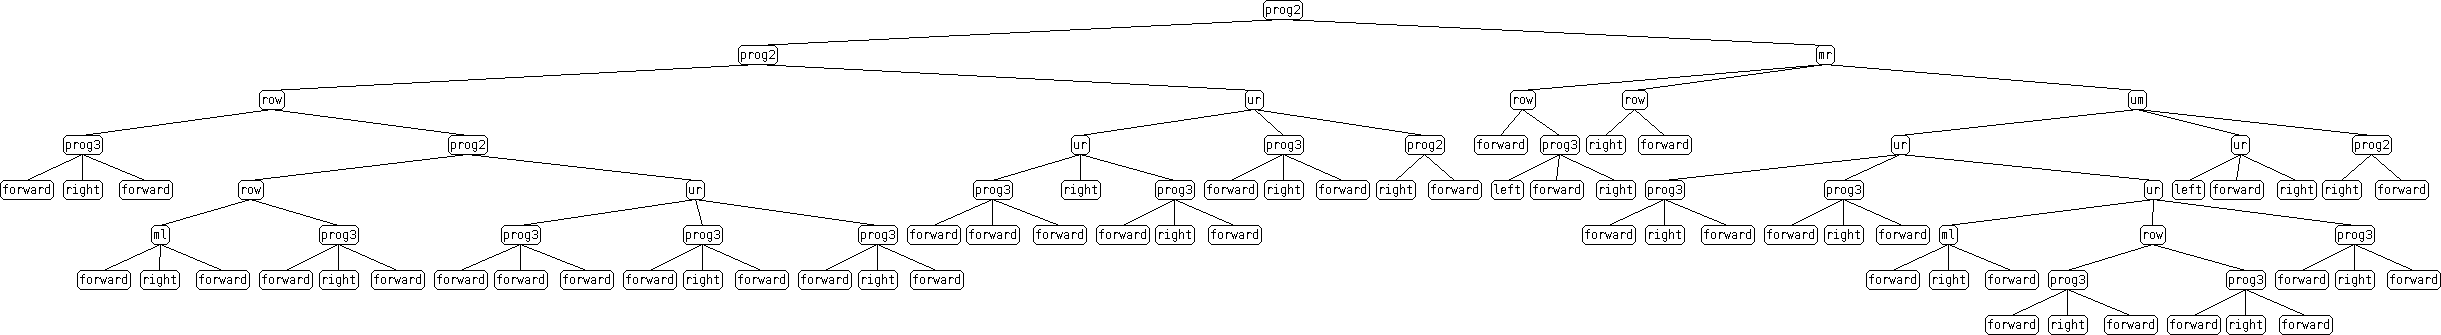 prog2
prog2 mr
row ur row row um
prog3 prog2 ur prog3 prog2 forward prog3 right forward ur ur prog2
forward right forward row ur prog3 right prog3 forward right forward right forward left forward right prog3 prog3 ur left forward right right forward
ml prog3 prog3 prog3 prog3 forward forward forward forward right forward forward right forward forward right forward ml row prog3
forward right forward forward right forward forward forward forward forward right forward forward right forward forward right forward prog3 prog3 forward right forward
forward right forward forward right forward